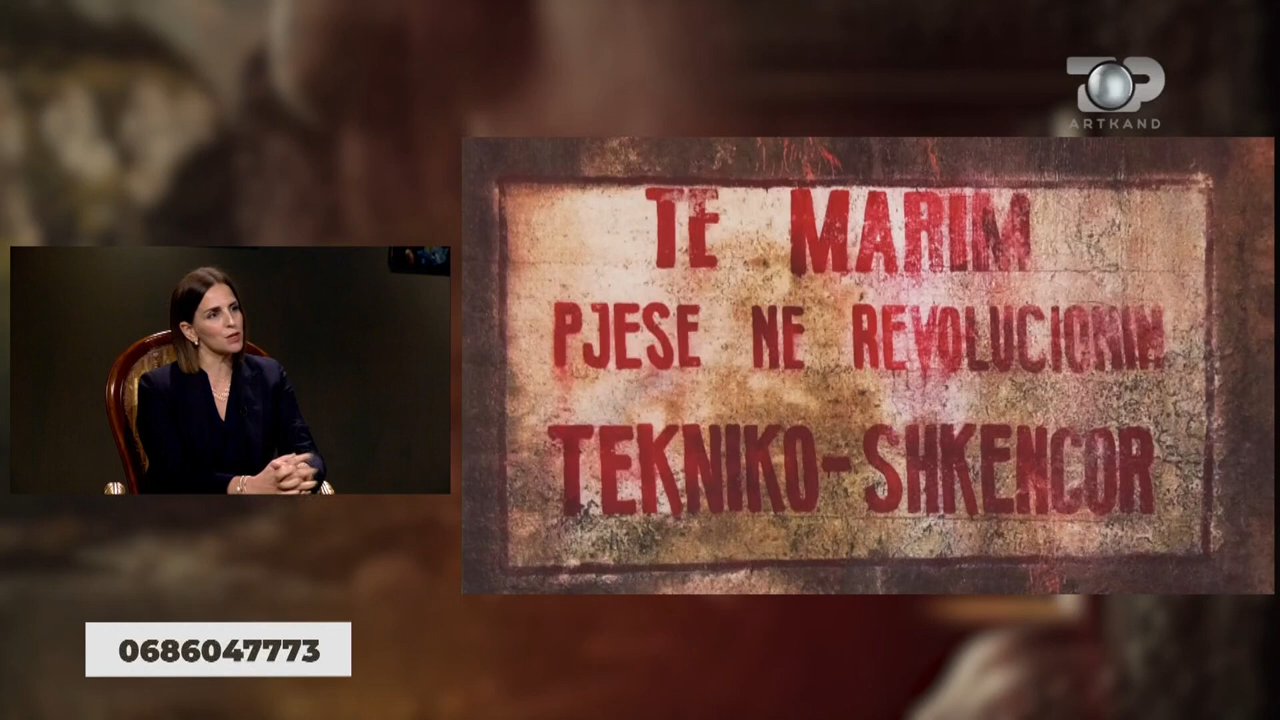 TOP
ARTKAND
TE MARIM
PJESE NE REVOLUCIONIN
TEKNIKO-SHKENCOR
0686047773